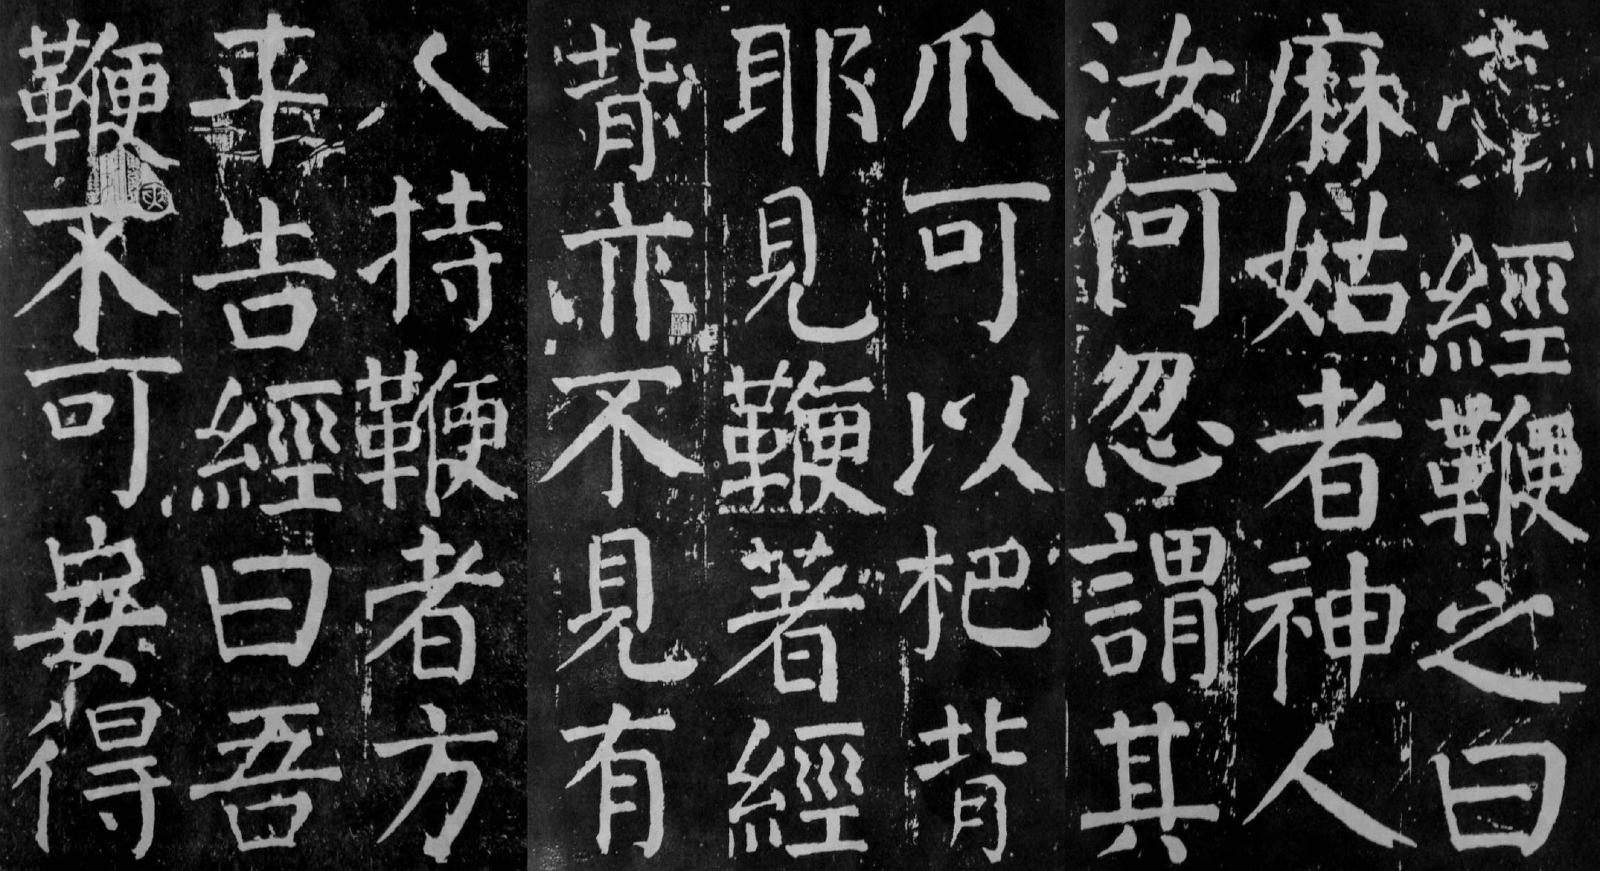 牽經鞭之曰
麻姑者神人
汝何忽謂其
爪可以杷背
耶見鞭著經
背亦不見有
人持鞭者方
平告經曰吾
鞭不可妄得